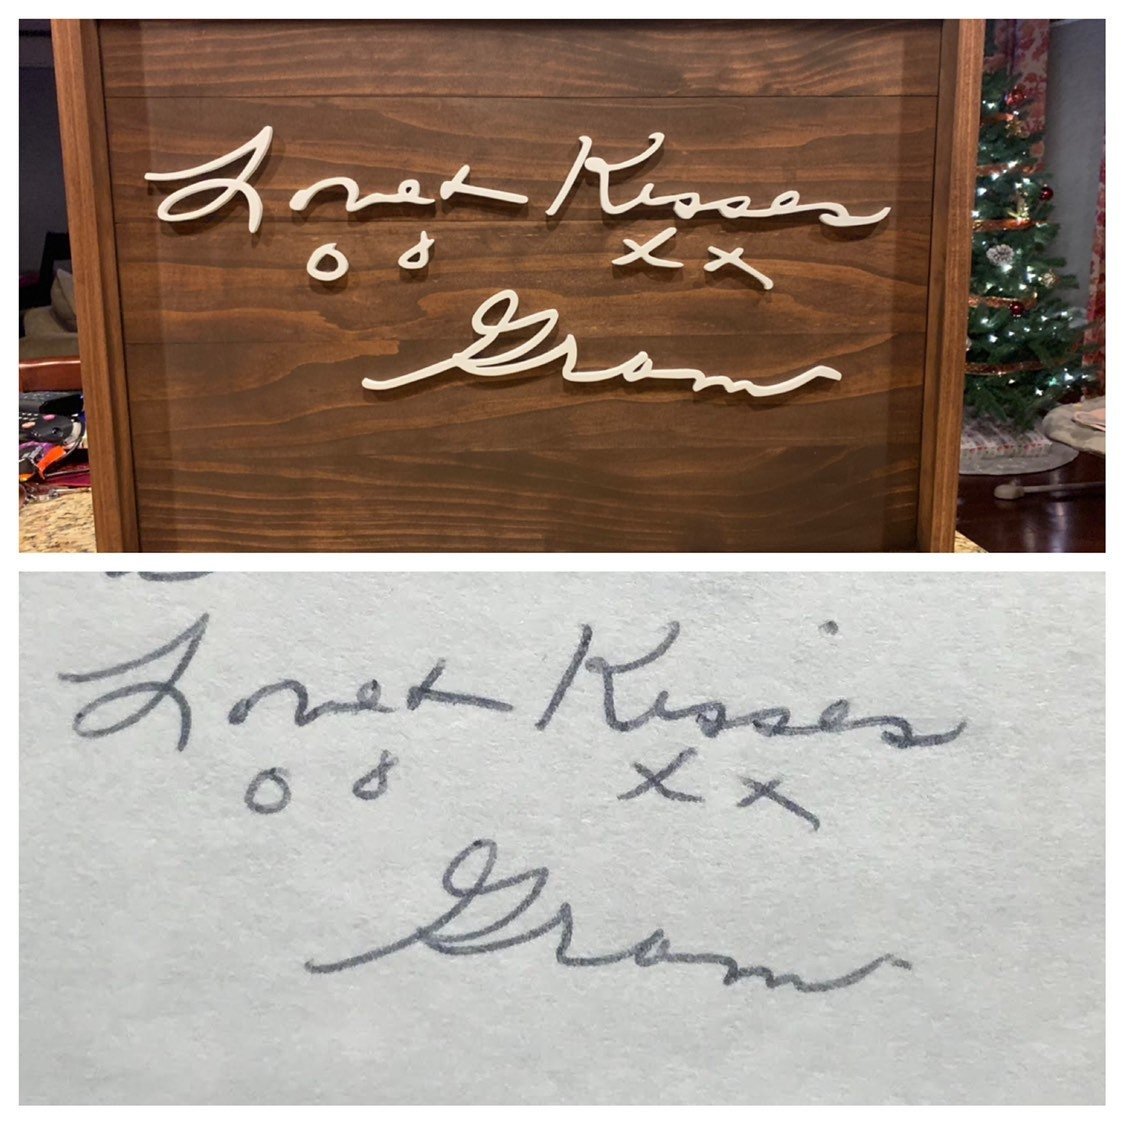 Love + Kisses
o o x x
Gram
Love + Kisses
o o x x
Gram